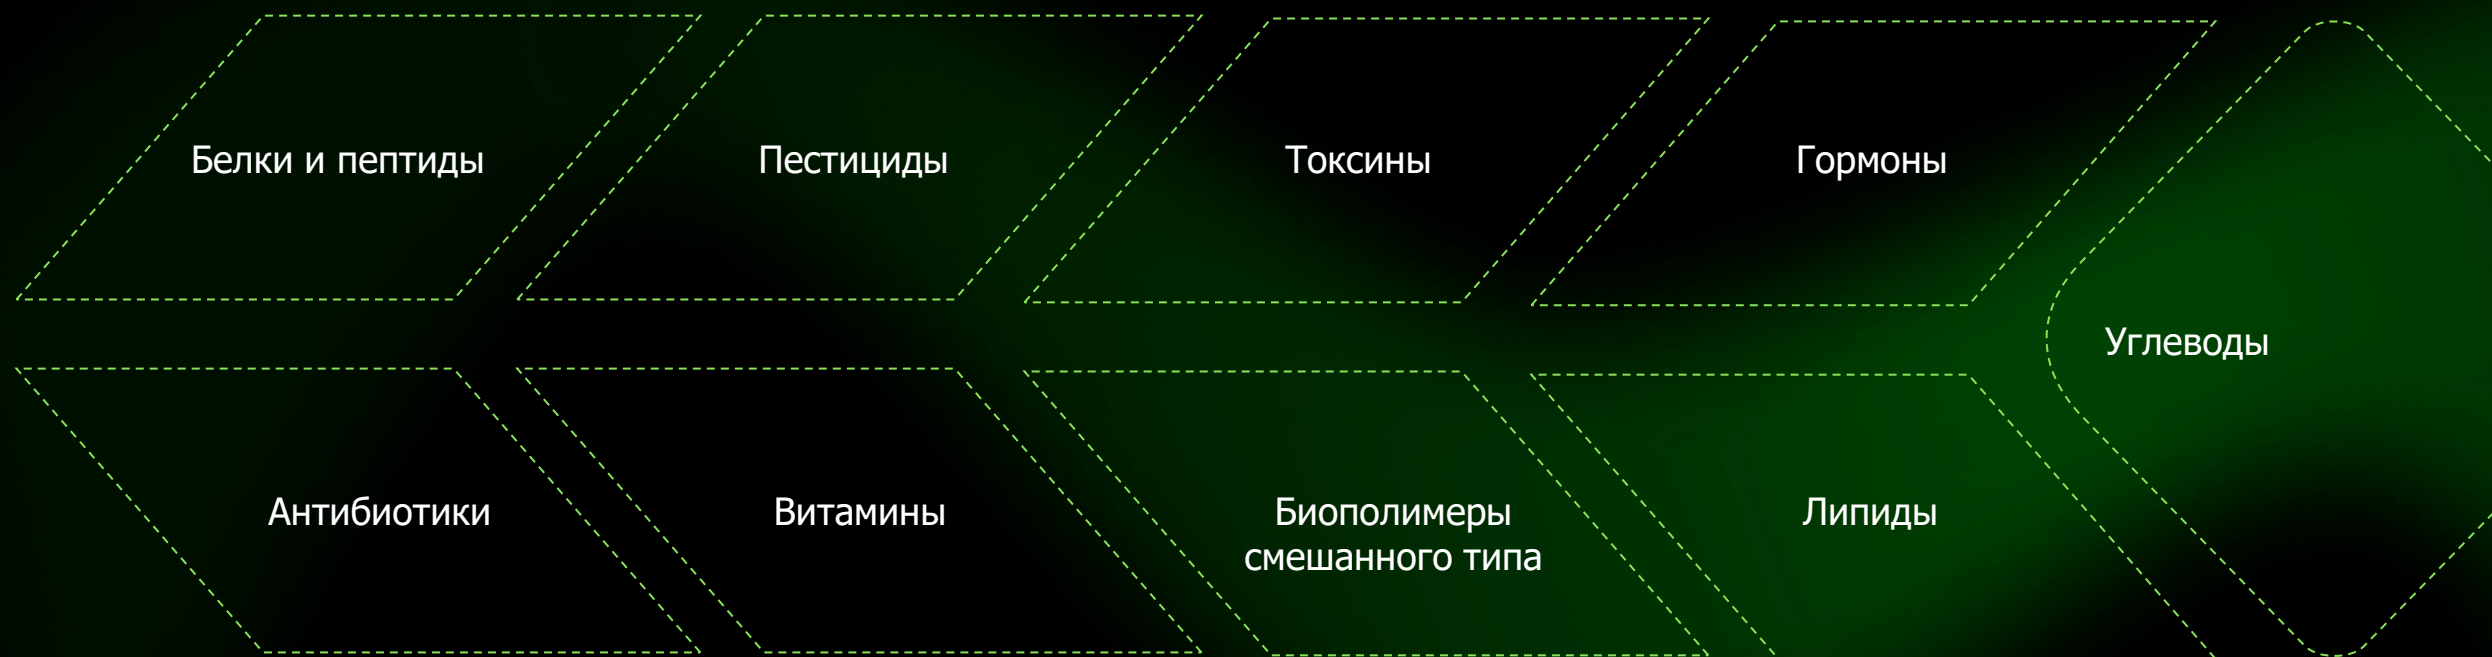 Белки и пептиды
Пестициды
Токсины
Гормоны
Углеводы
Антибиотики
Витамины
Биополимеры
смешанного типа
Липиды